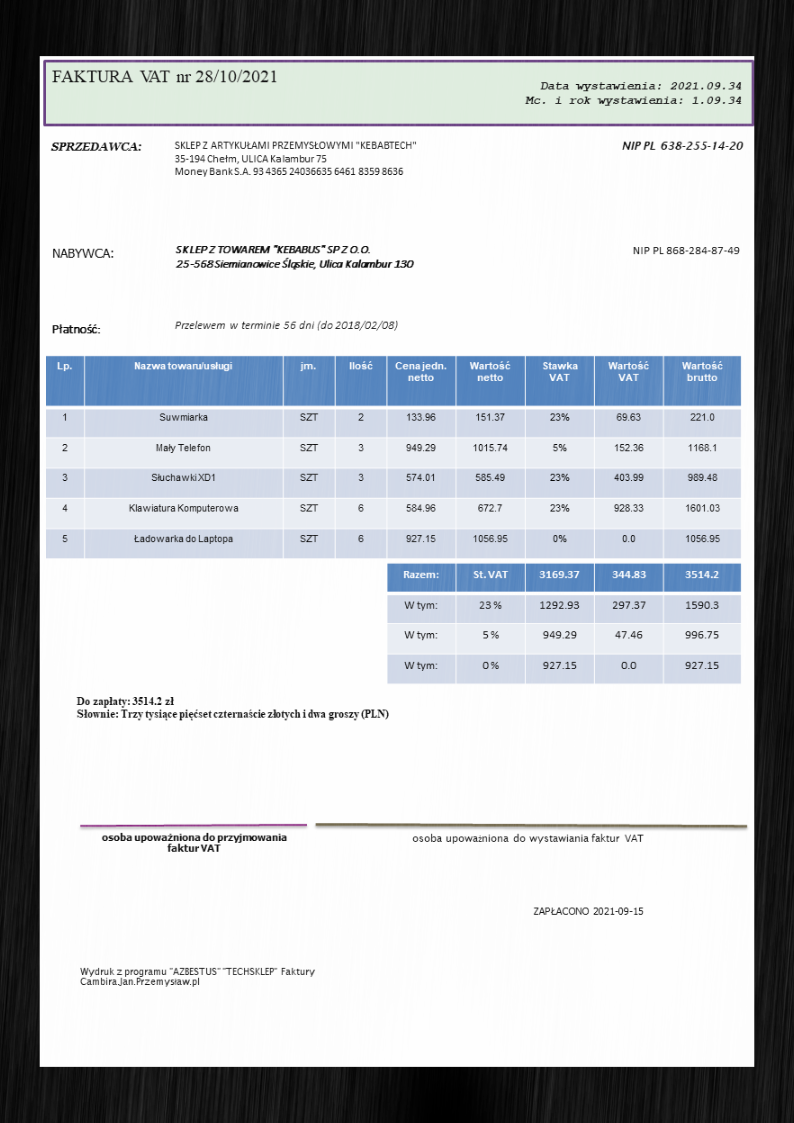 FAKTURA VAT nr 28/10/2021
Data wystawienia: 2021.09.34
Mc. i rok wystawienia: 1.09.34
SPRZEDAWCA: SKLEP Z ARTYKUŁAMI PRZEMYSŁOWYMI "KEBABTECH" NIP PL 638-255-14-20
35-194 Chełm, ULICA Kalambur 75
Money Bank S.A. 93 4365 24036635 6461 8359 8636
NABYWCA: SKLEP Z TOWAREM "KEBABUS" SP Z O.O. NIP PL 868-284-87-49
25-568 Siemianowice Śląskie, Ulica Kalambur 130
Płatność: Przelewem w terminie 56 dni (do 2018/02/08)
Lp. Nazwa towaru/usługi jm. Ilość Cena jedn. netto Wartość netto Stawka VAT Wartość VAT Wartość brutto
1 Suwmiarka SZT 2 133.96 151.37 23% 69.63 221.0
2 Mały Telefon SZT 3 949.29 1015.74 5% 152.36 1168.1
3 Słuchawki XD1 SZT 3 574.01 585.49 23% 403.99 989.48
4 Klawiatura Komputerowa SZT 6 584.96 672.7 23% 928.33 1601.03
5 Ładowarka do Laptopa SZT 6 927.15 1056.95 0% 0.0 1056.95
Razem: St. VAT 3169.37 344.83 3514.2
W tym: 23 % 1292.93 297.37 1590.3
W tym: 5 % 949.29 47.46 996.75
W tym: 0 % 927.15 0.0 927.15
Do zapłaty: 3514.2 zł
Słownie: Trzy tysiące pięćset czternaście złotych i dwa groszy (PLN)
osoba upoważniona do przyjmowania
faktur VAT
osoba upoważniona do wystawiania faktur VAT
ZAPŁACONO 2021-09-15
Wydruk z programu "AZBESTUS" "TECHSKLEP" Faktury
Cambira.Jan.Przemysław.pl